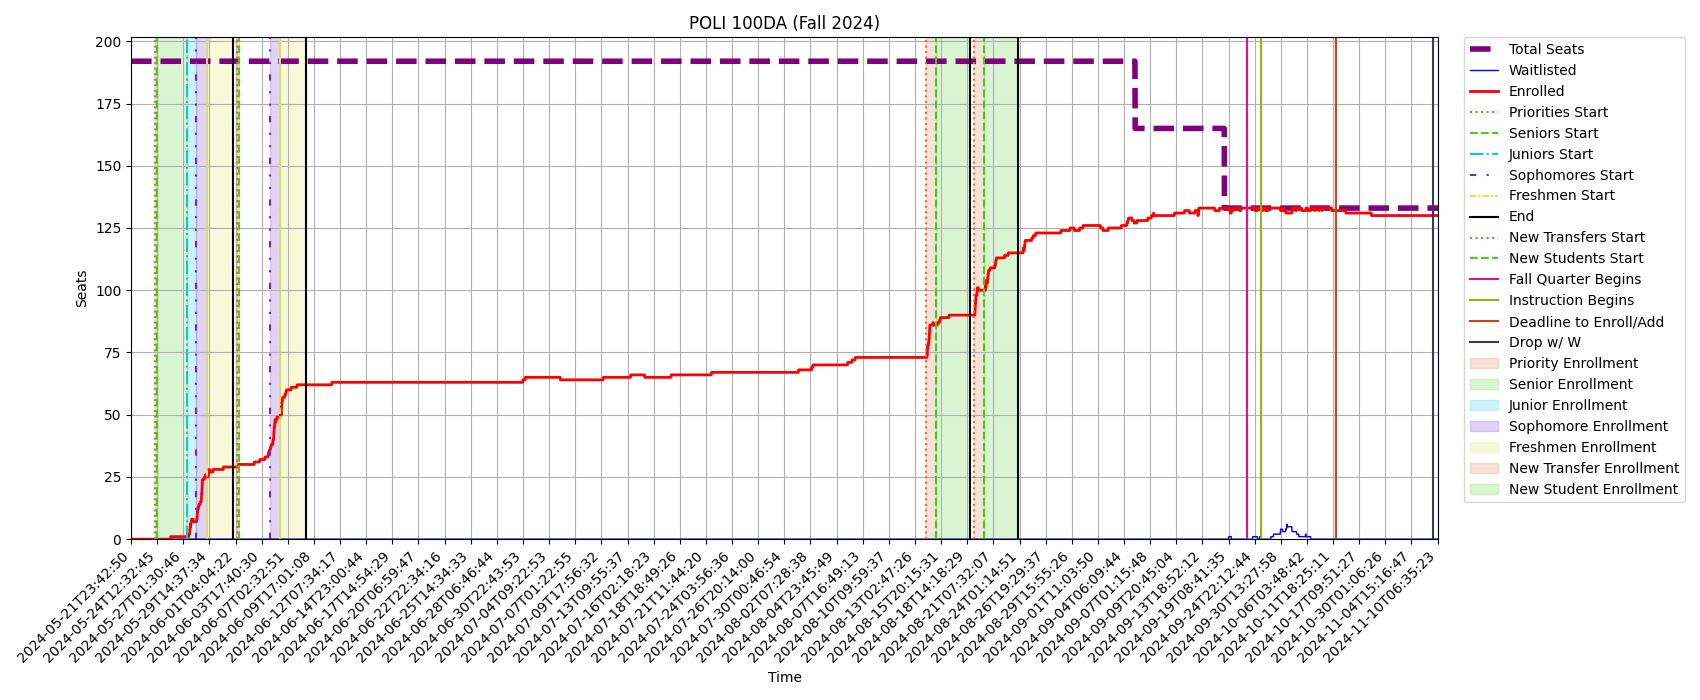 POLI 100DA (Fall 2024)
Seats
200
175
150
125
100
75
50
25
0
2024-05-21T23:42:50
2024-05-24T12:32:45
2024-05-27T01:30:46
2024-05-29T14:37:34
2024-06-01T04:04:22
2024-06-03T17:40:30
2024-06-07T02:32:51
2024-06-09T17:01:08
2024-06-12T07:34:17
2024-06-14T23:00:44
2024-06-17T14:54:29
2024-06-20T06:59:47
2024-06-22T22:34:16
2024-06-25T14:34:33
2024-06-28T06:46:44
2024-06-30T22:43:53
2024-07-04T09:22:53
2024-07-07T01:22:55
2024-07-09T17:56:32
2024-07-13T09:55:37
2024-07-16T02:18:23
2024-07-18T18:49:26
2024-07-21T11:44:20
2024-07-24T03:56:36
2024-07-26T20:14:00
2024-07-30T00:46:54
2024-08-02T07:28:38
2024-08-04T23:45:49
2024-08-07T16:49:13
2024-08-10T09:59:37
2024-08-13T02:47:26
2024-08-15T20:15:31
2024-08-18T14:18:29
2024-08-21T07:32:07
2024-08-24T01:14:51
2024-08-26T19:29:37
2024-08-29T15:55:26
2024-09-01T11:03:50
2024-09-04T06:09:44
2024-09-07T01:15:48
2024-09-09T20:45:04
2024-09-13T18:52:12
2024-09-19T08:41:35
2024-09-24T22:12:44
2024-09-30T13:27:58
2024-10-06T03:48:42
2024-10-11T18:25:11
2024-10-17T09:51:27
2024-10-30T01:06:26
2024-11-04T15:16:47
2024-11-10T06:35:23
Time
Total Seats
Waitlisted
Enrolled
Priorities Start
Seniors Start
Juniors Start
Sophomores Start
Freshmen Start
End
New Transfers Start
New Students Start
Fall Quarter Begins
Instruction Begins
Deadline to Enroll/Add
Drop w/ W
Priority Enrollment
Senior Enrollment
Junior Enrollment
Sophomore Enrollment
Freshmen Enrollment
New Transfer Enrollment
New Student Enrollment